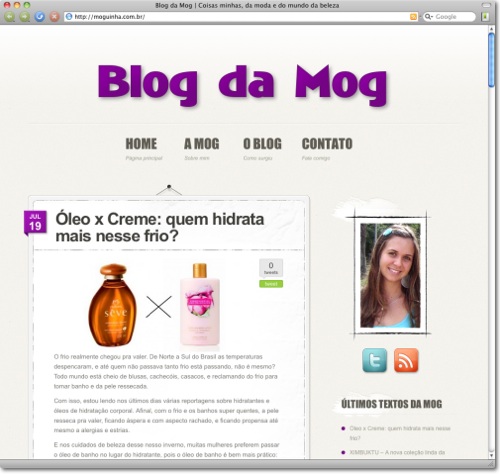 Blog da Mog | Coisas minhas, da moda e do mundo da beleza
http://moguinha.com.br/
Google
Blog da Mog
HOME
A MOG
O BLOG
CONTATO
Página principal
Sobre mim
Como surgiu
Fale comigo
JUL
19
Óleo x Creme: quem hidrata
mais nesse frio?
sève
0
tweets
tweet
O frio realmente chegou pra valer. De Norte a Sul do Brasil as temperaturas
despencaram, e até quem não passava tanto frio está passando, não é mesmo?
Todo mundo está cheio de blusas, cachecóis, casacos, e reclamando do frio para
tomar banho e da pele ressecada.
Com isso, estou lendo nos últimos dias várias reportagens sobre hidratantes e
óleos de hidratação corporal. Afinal, com o frio e os banhos super quentes, a pele
resseca pra valer, ficando áspera e com aspecto rachado, e ficando propensa até
mesmo a alergias e estrias.
E nos cuidados de beleza desse nosso inverno, muitas mulheres preferem passar
o óleo de banho no lugar do hidratante, pois o óleo de banho é bem mais prático:
ÚLTIMOS TEXTOS DA MOG
Óleo x Creme: quem hidrata mais nesse
frio?
XIMBUKTU – A nova coleção linda da